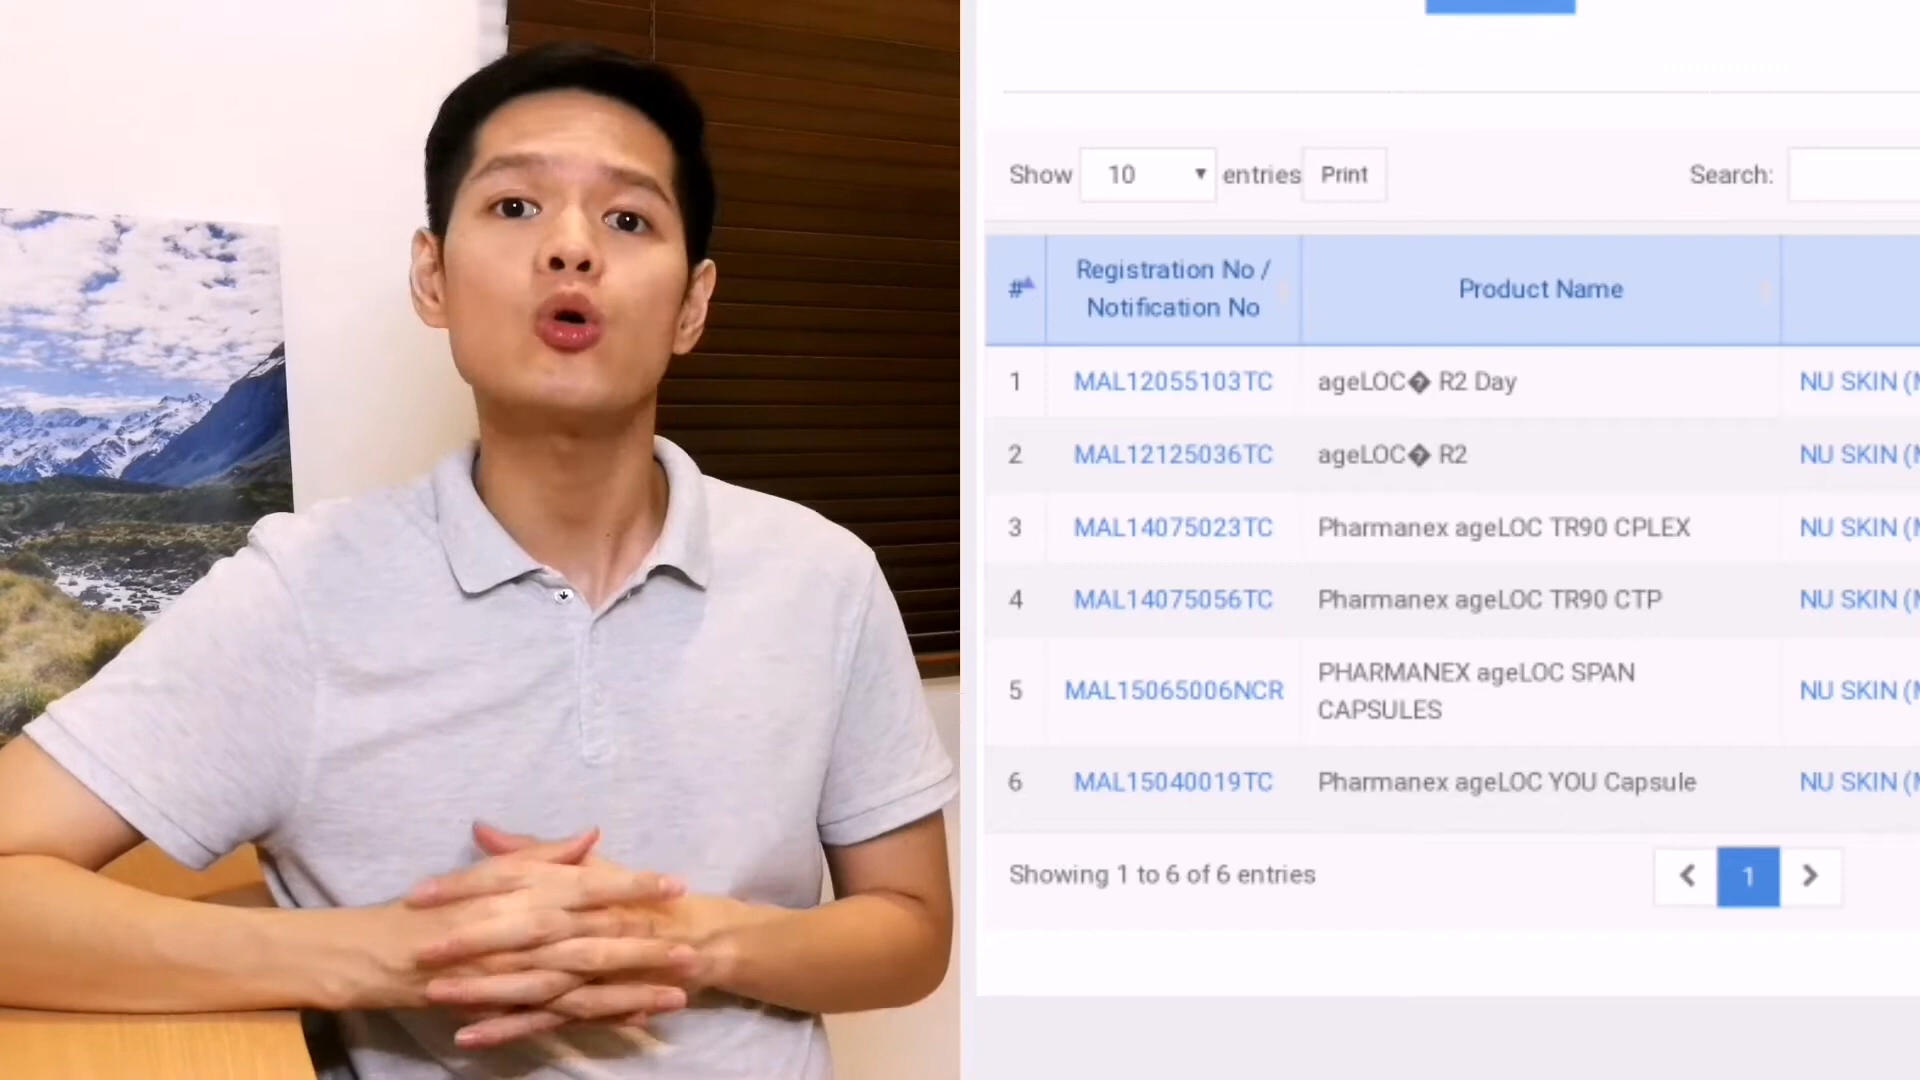 Show 10 entries Print Search:
# Registration No / Notification No Product Name
1 MAL12055103TC ageLOC� R2 Day NU SKIN (
2 MAL12125036TC ageLOC� R2 NU SKIN (
3 MAL14075023TC Pharmanex ageLOC TR90 CPLEX NU SKIN (
4 MAL14075056TC Pharmanex ageLOC TR90 CTP NU SKIN (
5 MAL15065006NCR PHARMANEX ageLOC SPAN CAPSULES NU SKIN (
6 MAL15040019TC Pharmanex ageLOC YOU Capsule NU SKIN (
Showing 1 to 6 of 6 entries 1